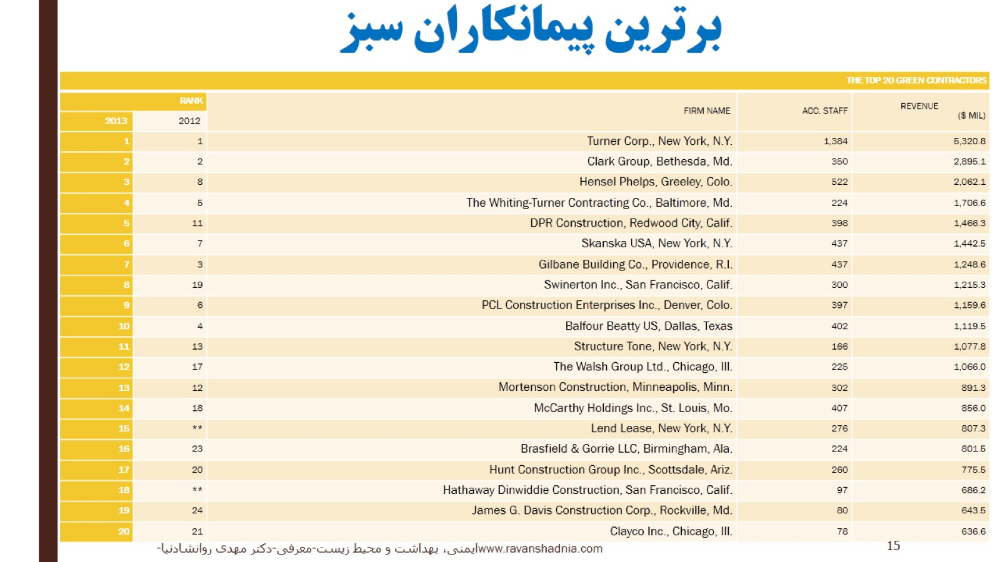 برترین پیمانکاران سبز
THE TOP 20 GREEN CONTRACTORS
RANK FIRM NAME ACC. STAFF REVENUE ($ MIL)
2013 2012
1 1 Turner Corp., New York, N.Y. 1,384 5,320.8
2 2 Clark Group, Bethesda, Md. 350 2,895.1
3 8 Hensel Phelps, Greeley, Colo. 522 2,062.1
4 5 The Whiting-Turner Contracting Co., Baltimore, Md. 224 1,706.6
5 11 DPR Construction, Redwood City, Calif. 398 1,466.3
6 7 Skanska USA, New York, N.Y. 437 1,442.5
7 3 Gilbane Building Co., Providence, R.I. 437 1,248.6
8 19 Swinerton Inc., San Francisco, Calif. 300 1,215.3
9 6 PCL Construction Enterprises Inc., Denver, Colo. 397 1,159.6
10 4 Balfour Beatty US, Dallas, Texas 402 1,119.5
11 13 Structure Tone, New York, N.Y. 166 1,077.8
12 17 The Walsh Group Ltd., Chicago, Ill. 225 1,066.0
13 12 Mortenson Construction, Minneapolis, Minn. 302 891.3
14 18 McCarthy Holdings Inc., St. Louis, Mo. 407 856.0
15 ** Lend Lease, New York, N.Y. 276 807.3
16 23 Brasfield & Gorrie LLC, Birmingham, Ala. 224 801.5
17 20 Hunt Construction Group Inc., Scottsdale, Ariz. 260 775.5
18 ** Hathaway Dinwiddie Construction, San Francisco, Calif. 97 686.2
19 24 James G. Davis Construction Corp., Rockville, Md. 80 643.5
20 21 Clayco Inc., Chicago, Ill. 78 636.6
ایمنی، بهداشت و محیط زیست-معرفی-دکتر مهدی روانشادنیا-www.ravanshadnia.com
15